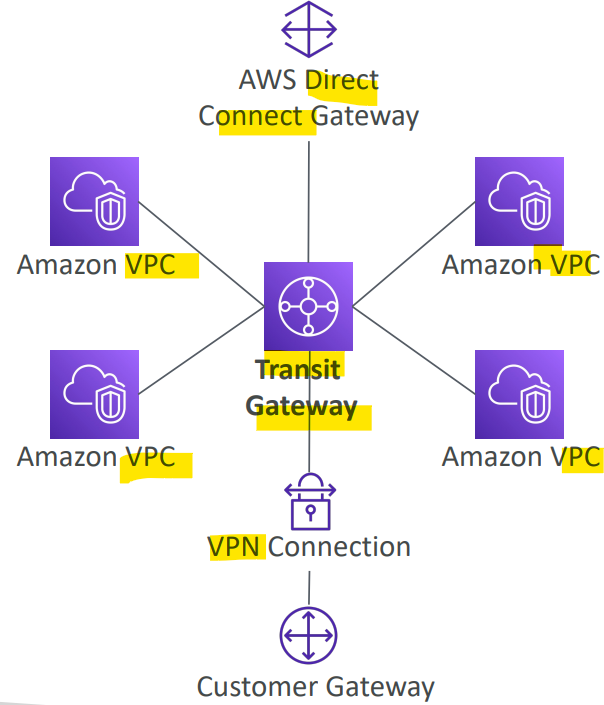 AWS Direct
Connect Gateway
Amazon VPC
Amazon VPC
Transit
Gateway
Amazon VPC
Amazon VPC
VPN Connection
Customer Gateway